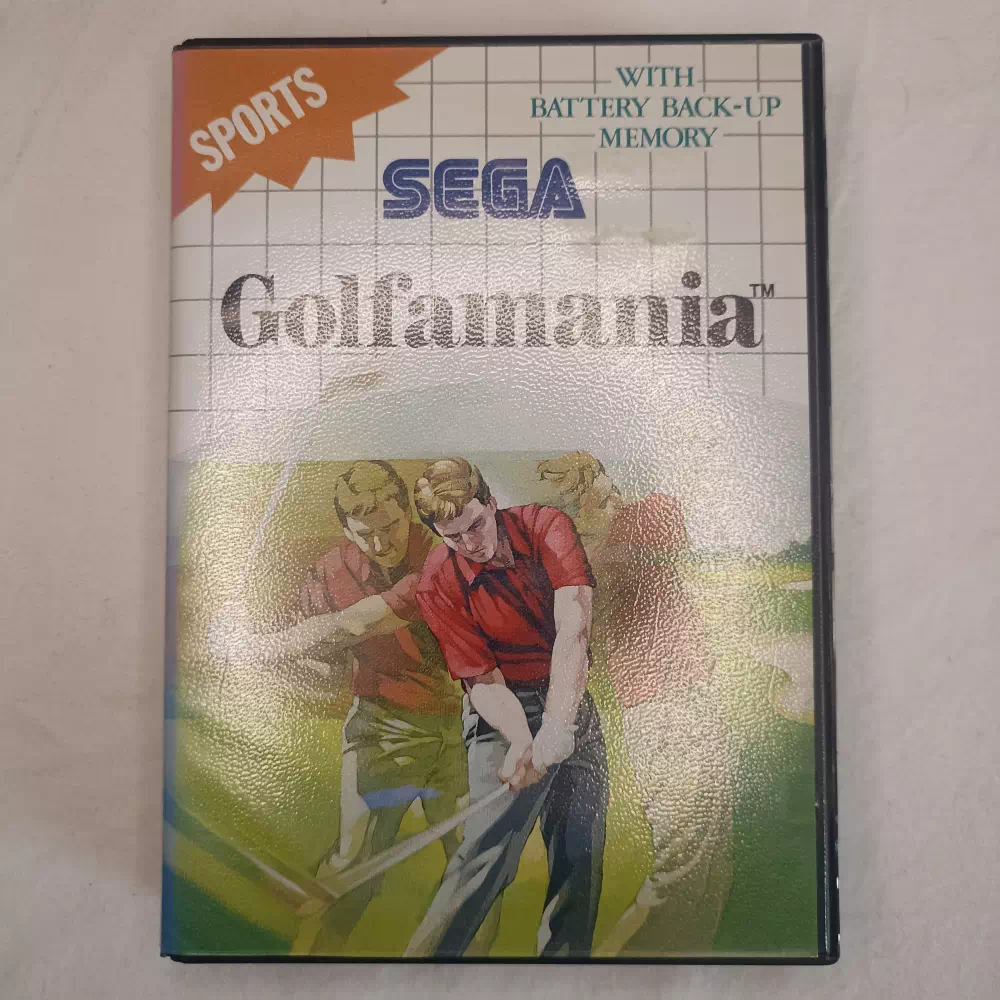 SPORTS
WITH
BATTERY BACK-UP
MEMORY
SEGA
Golfamania™